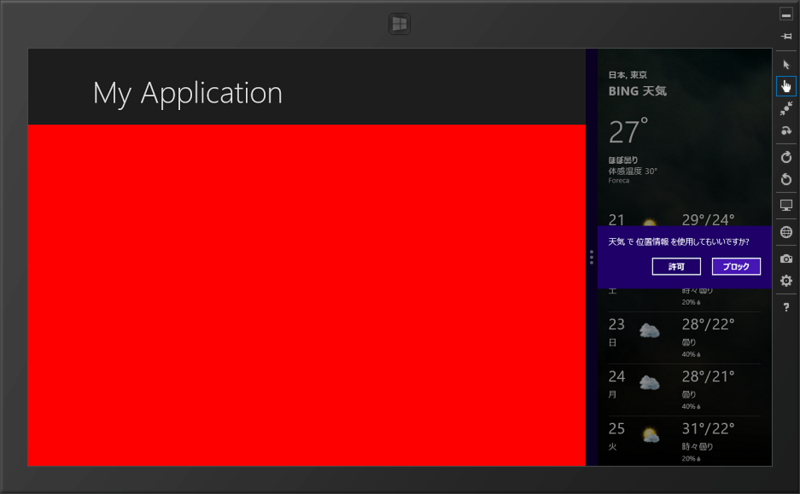 My Application
日本, 東京
BING 天気
27°
ほぼ曇り
体感温度 30°
Foreca
21
29°/24°
天気 で 位置情報 を使用してもいいですか?
許可
ブロック
土
時々曇り
20%
23
28°/22°
日
曇り
40%
24
28°/21°
月
曇り
40%
25
31°/22°
火
時々曇り
20%
?